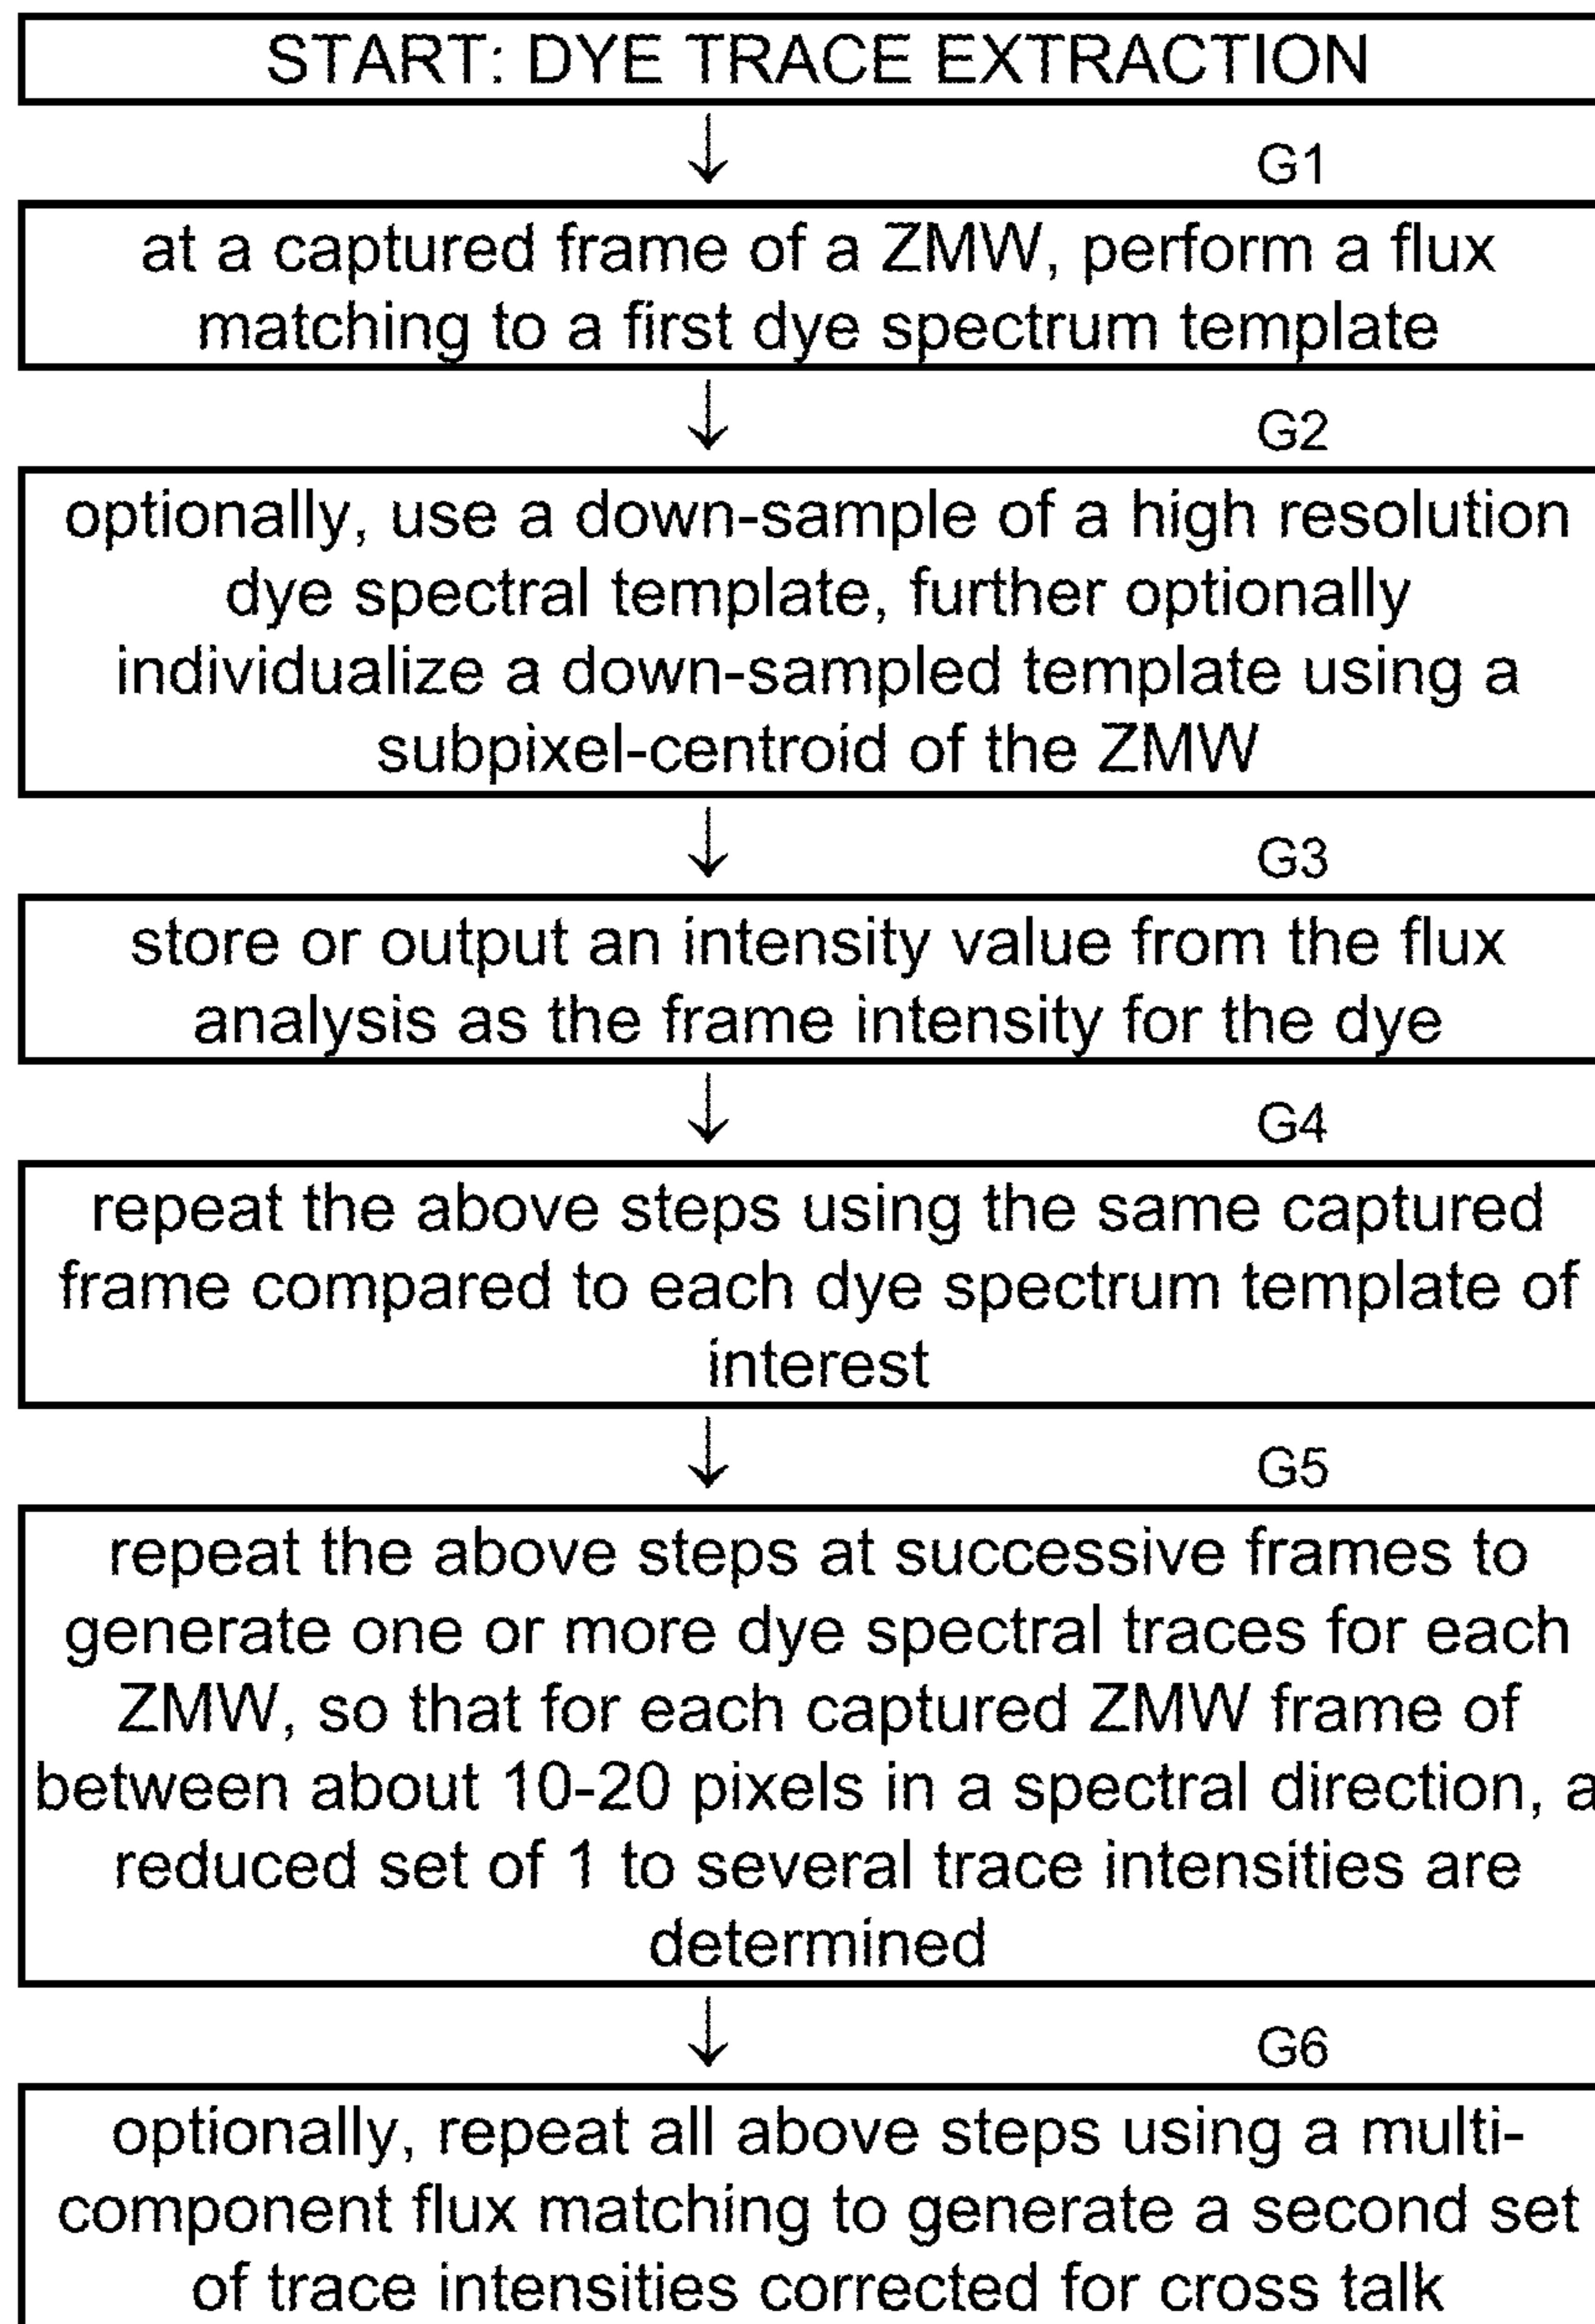 START: DYE TRACE EXTRACTION
G1
at a captured frame of a ZMW, perform a flux
matching to a first dye spectrum template
G2
optionally, use a down-sample of a high resolution
dye spectral template, further optionally
individualize a down-sampled template using a
subpixel-centroid of the ZMW
G3
store or output an intensity value from the flux
analysis as the frame intensity for the dye
G4
repeat the above steps using the same captured
frame compared to each dye spectrum template of
interest
G5
repeat the above steps at successive frames to
generate one or more dye spectral traces for each
ZMW, so that for each captured ZMW frame of
between about 10-20 pixels in a spectral direction, a
reduced set of 1 to several trace intensities are
determined
G6
optionally, repeat all above steps using a multi-
component flux matching to generate a second set
of trace intensities corrected for cross talk